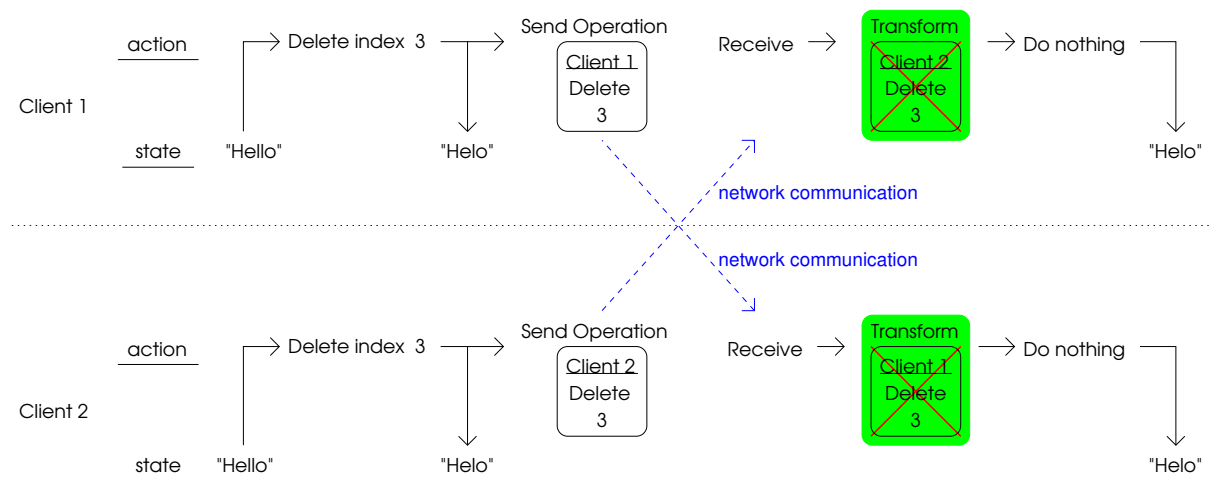 Send Operation
Transform
action
Delete index 3
Receive
Do nothing
Client 1
Delete
3
Client 2
Delete
3
Client 1
state
"Hello"
"Helo"
"Helo"
network communication
network communication
Send Operation
Transform
action
Delete index 3
Receive
Do nothing
Client 2
Delete
3
Client 1
Delete
3
Client 2
state
"Hello"
"Helo"
"Helo"